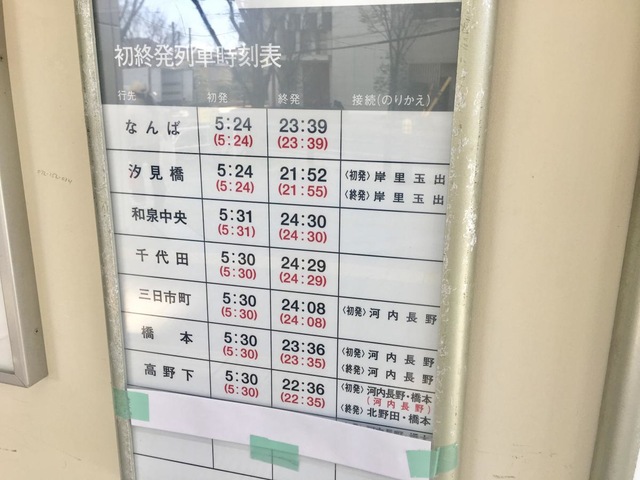 初終発列車時刻表
行先 初発 終発 接続(のりかえ)
なんば 5:24 23:39
(5:24) (23:39)
汐見橋 5:24 21:52 〈初発〉岸里玉出
(5:24) (21:55) 〈終発〉岸里玉出
和泉中央 5:31 24:30
(5:31) (24:30)
千代田 5:30 24:29
(5:30) (24:29)
三日市町 5:30 24:08 〈初発〉河内長野
(5:30) (24:08)
橋本 5:30 23:36 〈初発〉河内長野
(5:30) (23:35) 〈終発〉河内長野
高野下 5:30 22:36 〈初発〉河内長野・橋本
(5:30) (22:35) (河内長野)
〈終発〉北野田・橋本